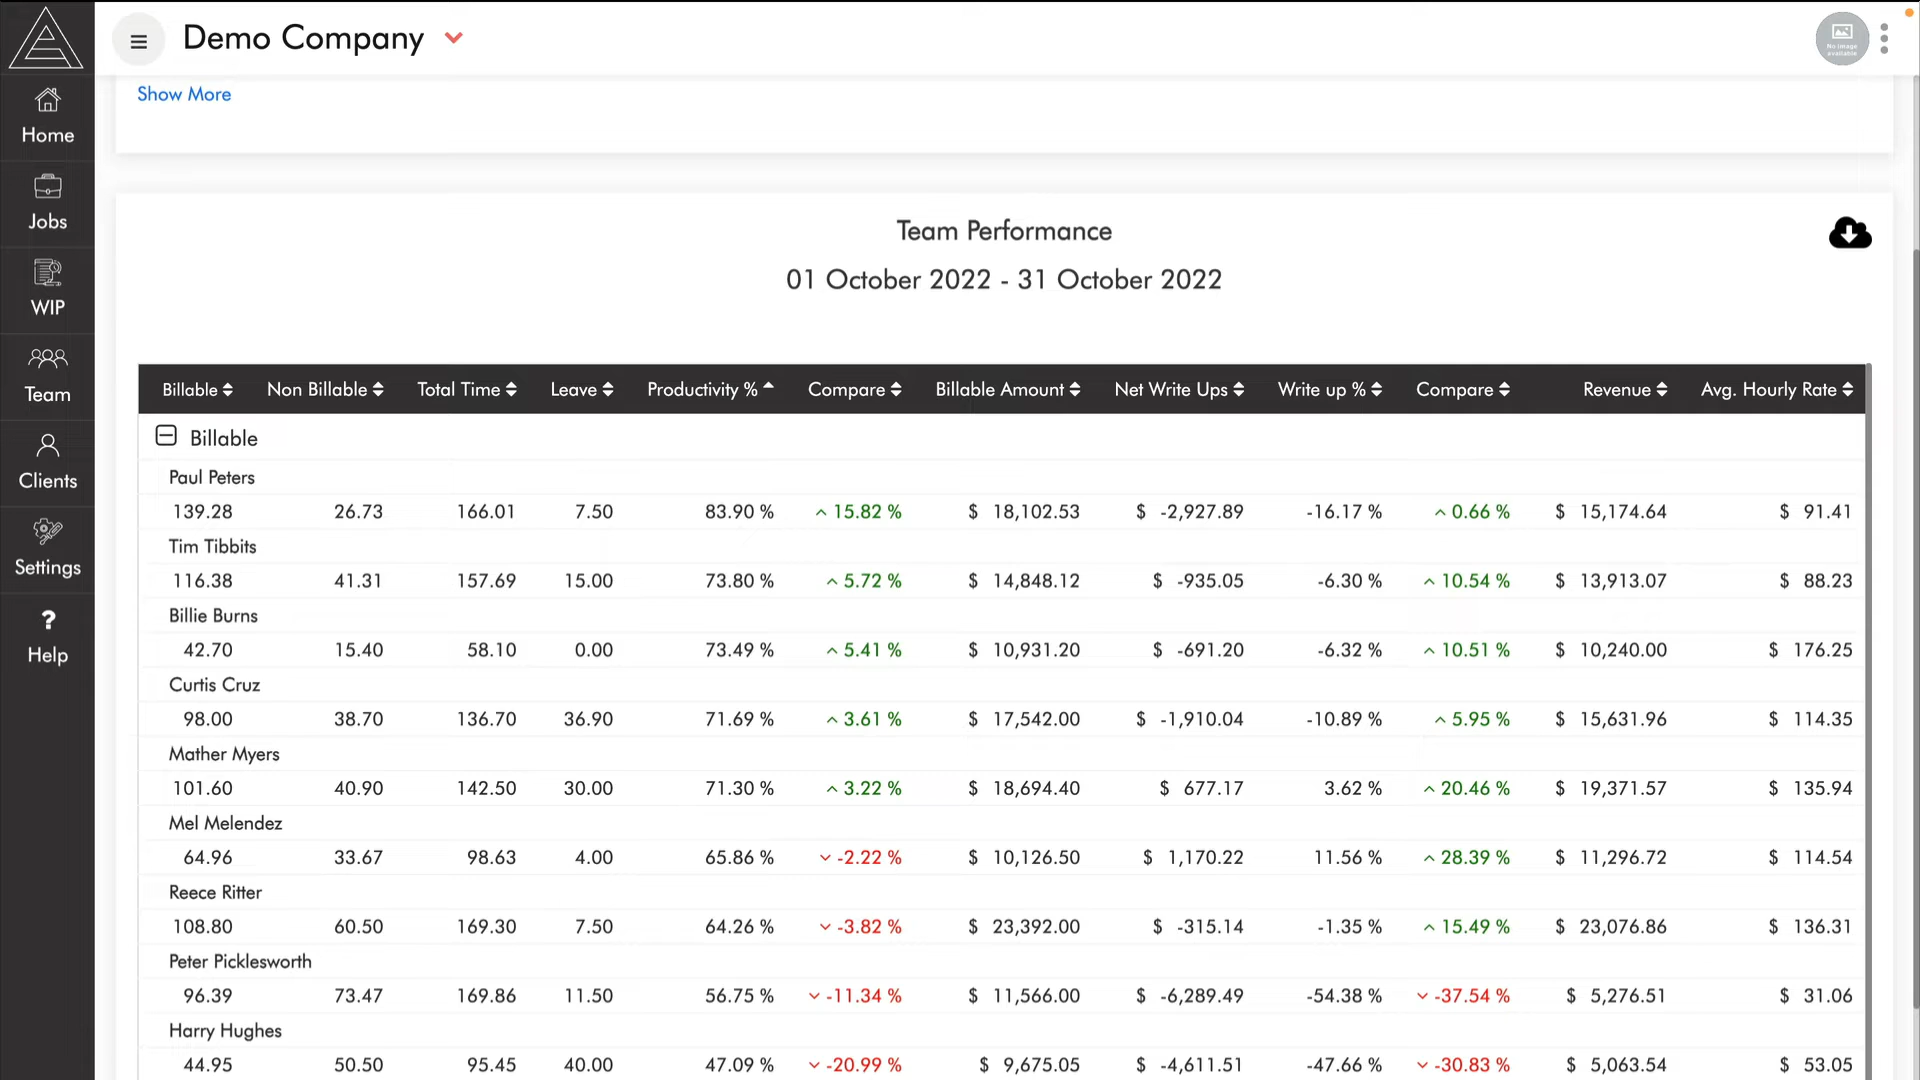 Demo Company
No image
available
Show More
Home
Jobs
WIP
Team
Clients
Settings
?
Help
Team Performance
01 October 2022 - 31 October 2022
Billable Non Billable Total Time Leave Productivity % Compare Billable Amount Net Write Ups Write up % Compare Revenue Avg. Hourly Rate
Billable
Paul Peters
139.28 26.73 166.01 7.50 83.90 % 15.82 % $ 18,102.53 $ -2,927.89 -16.17 % 0.66 % $ 15,174.64 $ 91.41
Tim Tibbits
116.38 41.31 157.69 15.00 73.80 % 5.72 % $ 14,848.12 $ -935.05 -6.30 % 10.54 % $ 13,913.07 $ 88.23
Billie Burns
42.70 15.40 58.10 0.00 73.49 % 5.41 % $ 10,931.20 $ -691.20 -6.32 % 10.51 % $ 10,240.00 $ 176.25
Curtis Cruz
98.00 38.70 136.70 36.90 71.69 % 3.61 % $ 17,542.00 $ -1,910.04 -10.89 % 5.95 % $ 15,631.96 $ 114.35
Mather Myers
101.60 40.90 142.50 30.00 71.30 % 3.22 % $ 18,694.40 $ 677.17 3.62 % 20.46 % $ 19,371.57 $ 135.94
Mel Melendez
64.96 33.67 98.63 4.00 65.86 % -2.22 % $ 10,126.50 $ 1,170.22 11.56 % 28.39 % $ 11,296.72 $ 114.54
Reece Ritter
108.80 60.50 169.30 7.50 64.26 % -3.82 % $ 23,392.00 $ -315.14 -1.35 % 15.49 % $ 23,076.86 $ 136.31
Peter Picklesworth
96.39 73.47 169.86 11.50 56.75 % -11.34 % $ 11,566.00 $ -6,289.49 -54.38 % -37.54 % $ 5,276.51 $ 31.06
Harry Hughes
44.95 50.50 95.45 40.00 47.09 % -20.99 % $ 9,675.05 $ -4,611.51 -47.66 % -30.83 % $ 5,063.54 $ 53.05